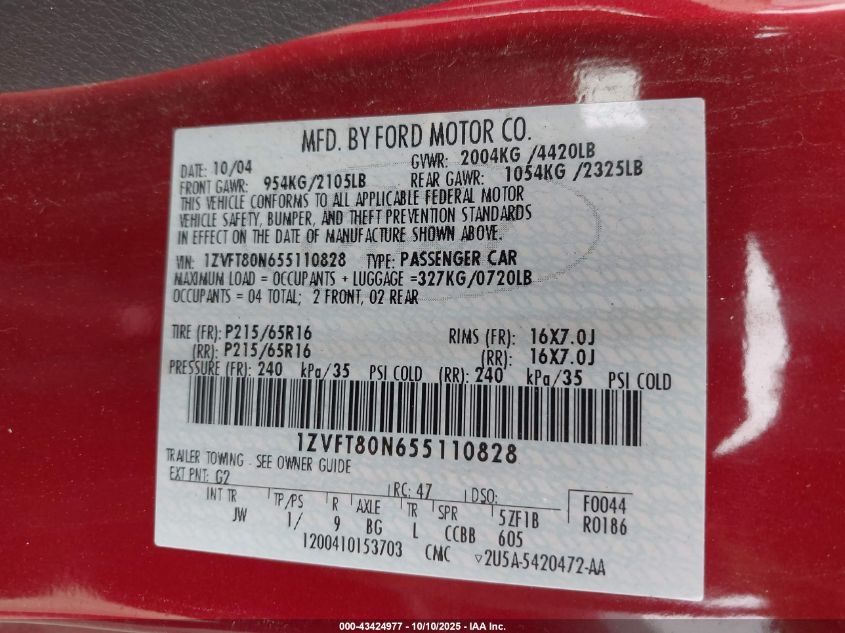 MFD. BY FORD MOTOR CO.
DATE: 10/04 GVWR: 2004KG /4420LB
FRONT GAWR: 954KG/2105LB REAR GAWR: 1054KG /2325LB
THIS VEHICLE CONFORMS TO ALL APPLICABLE FEDERAL MOTOR
VEHICLE SAFETY, BUMPER, AND THEFT PREVENTION STANDARDS
IN EFFECT ON THE DATE OF MANUFACTURE SHOWN ABOVE.
VIN: 1ZVFT80N655110828 TYPE: PASSENGER CAR
MAXIMUM LOAD = OCCUPANTS + LUGGAGE =327KG/0720LB
OCCUPANTS = 04 TOTAL; 2 FRONT, 02 REAR
TIRE (FR): P215/65R16 RIMS (FR): 16X7.0J
(RR): P215/65R16 (RR): 16X7.0J
PRESSURE (FR): 240 kPa/35 PSI COLD (RR): 240 kPa/35 PSI COLD
1ZVFT80N655110828
TRAILER TOWING - SEE OWNER GUIDE
EXT PNT: G2 RC: 47 DSO: F0044
INT TR TP/PS R AXLE TR SPR 5ZF1B R0186
JW 1/ 9 BG L CCBB 605
1200410153703 CMC ▽2U5A-5420472-AA
000-43424977 - 10/10/2025 - IAA Inc.